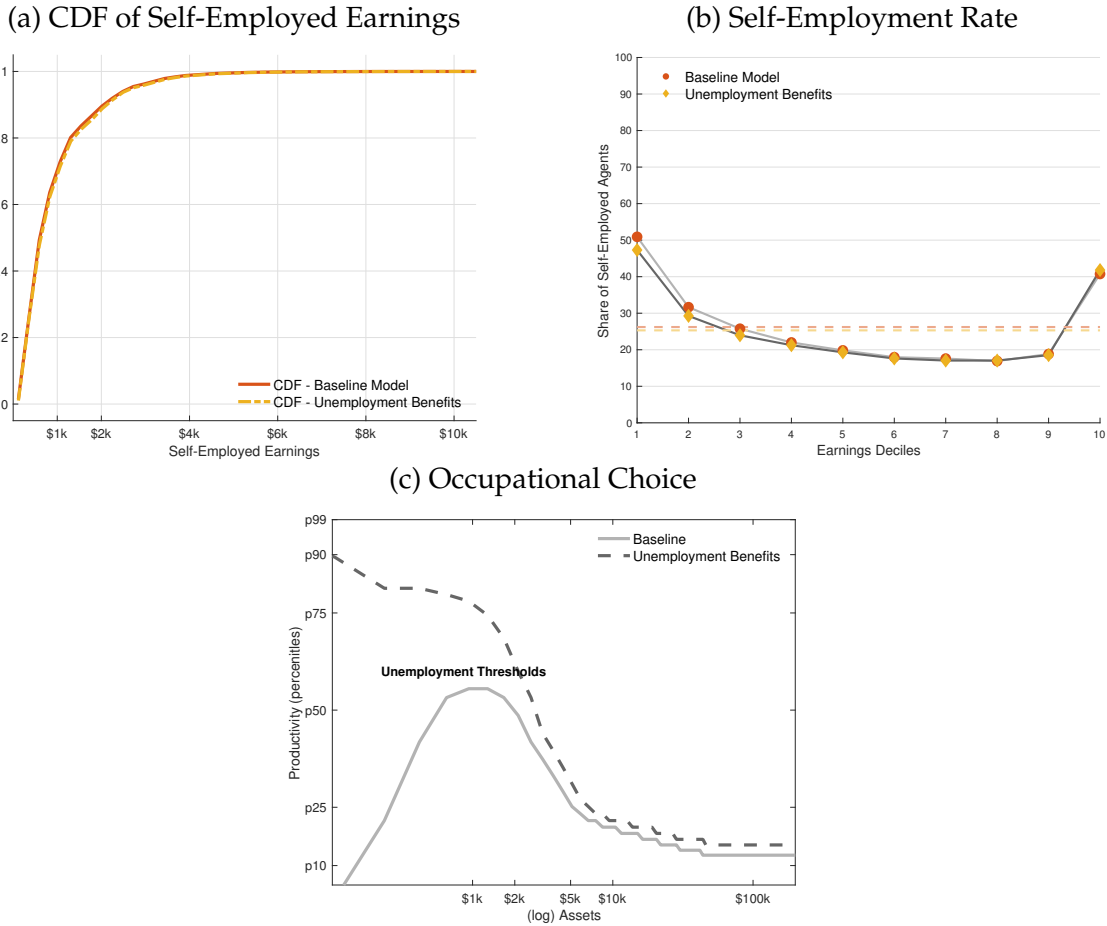 (a) CDF of Self-Employed Earnings
1
8
6
4
2
0
CDF - Baseline Model
CDF - Unemployment Benefits
$1k $2k $4k $6k $8k $10k
Self-Employed Earnings
(b) Self-Employment Rate
Share of Self-Employed Agents
100
90
80
70
60
50
40
30
20
10
0
Baseline Model
Unemployment Benefits
1 2 3 4 5 6 7 8 9 10
Earnings Deciles
(c) Occupational Choice
Productivity (percenitles)
p99
p90
p75
p50
p25
p10
Baseline
Unemployment Benefits
Unemployment Thresholds
$1k $2k $5k $10k $100k
(log) Assets